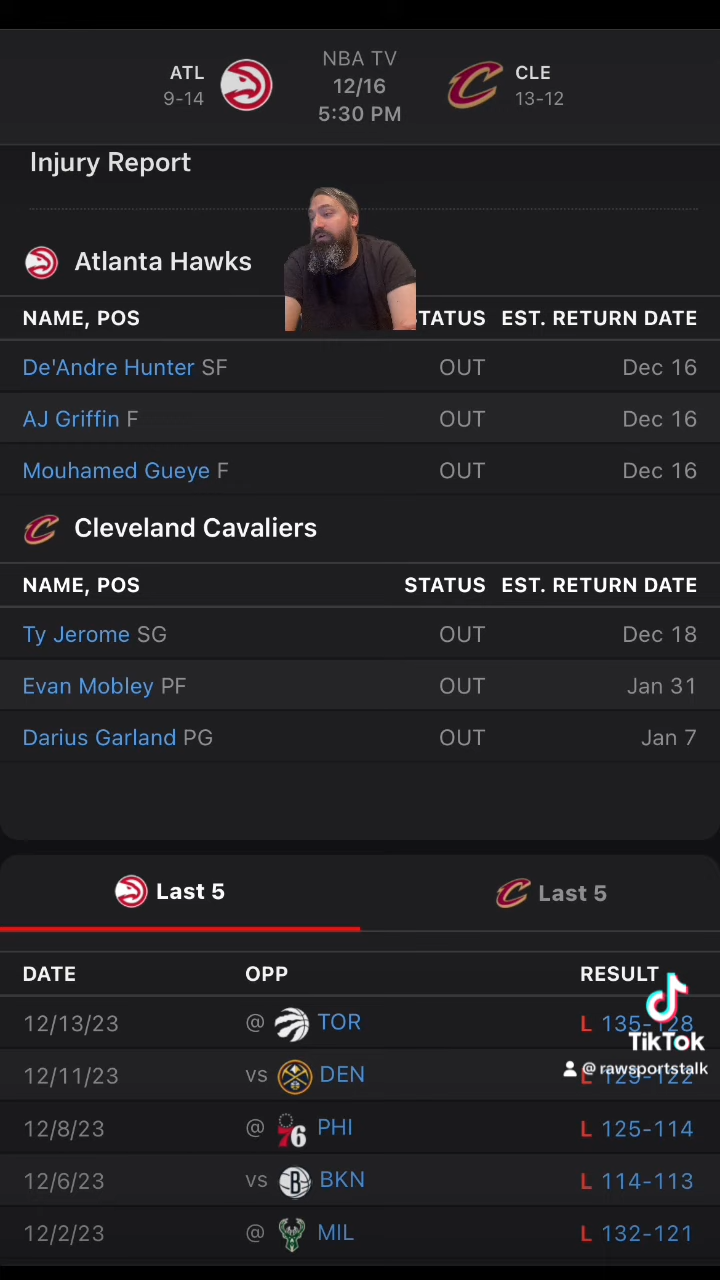 NBA TV
ATL
12/16
CLE
9-14
5:30 PM
13-12
Injury Report
Atlanta Hawks
NAME, POS TATUS EST. RETURN DATE
De'Andre Hunter SF OUT Dec 16
AJ Griffin F OUT Dec 16
Mouhamed Gueye F OUT Dec 16
Cleveland Cavaliers
NAME, POS STATUS EST. RETURN DATE
Ty Jerome SG OUT Dec 18
Evan Mobley PF OUT Jan 31
Darius Garland PG OUT Jan 7
Last 5 Last 5
DATE OPP RESULT
12/13/23 @ TOR L 135-128
TikTok
@rawsportstalk
12/11/23 vs DEN L 129-122
12/8/23 @ 76 PHI L 125-114
12/6/23 vs B BKN L 114-113
12/2/23 @ MIL L 132-121